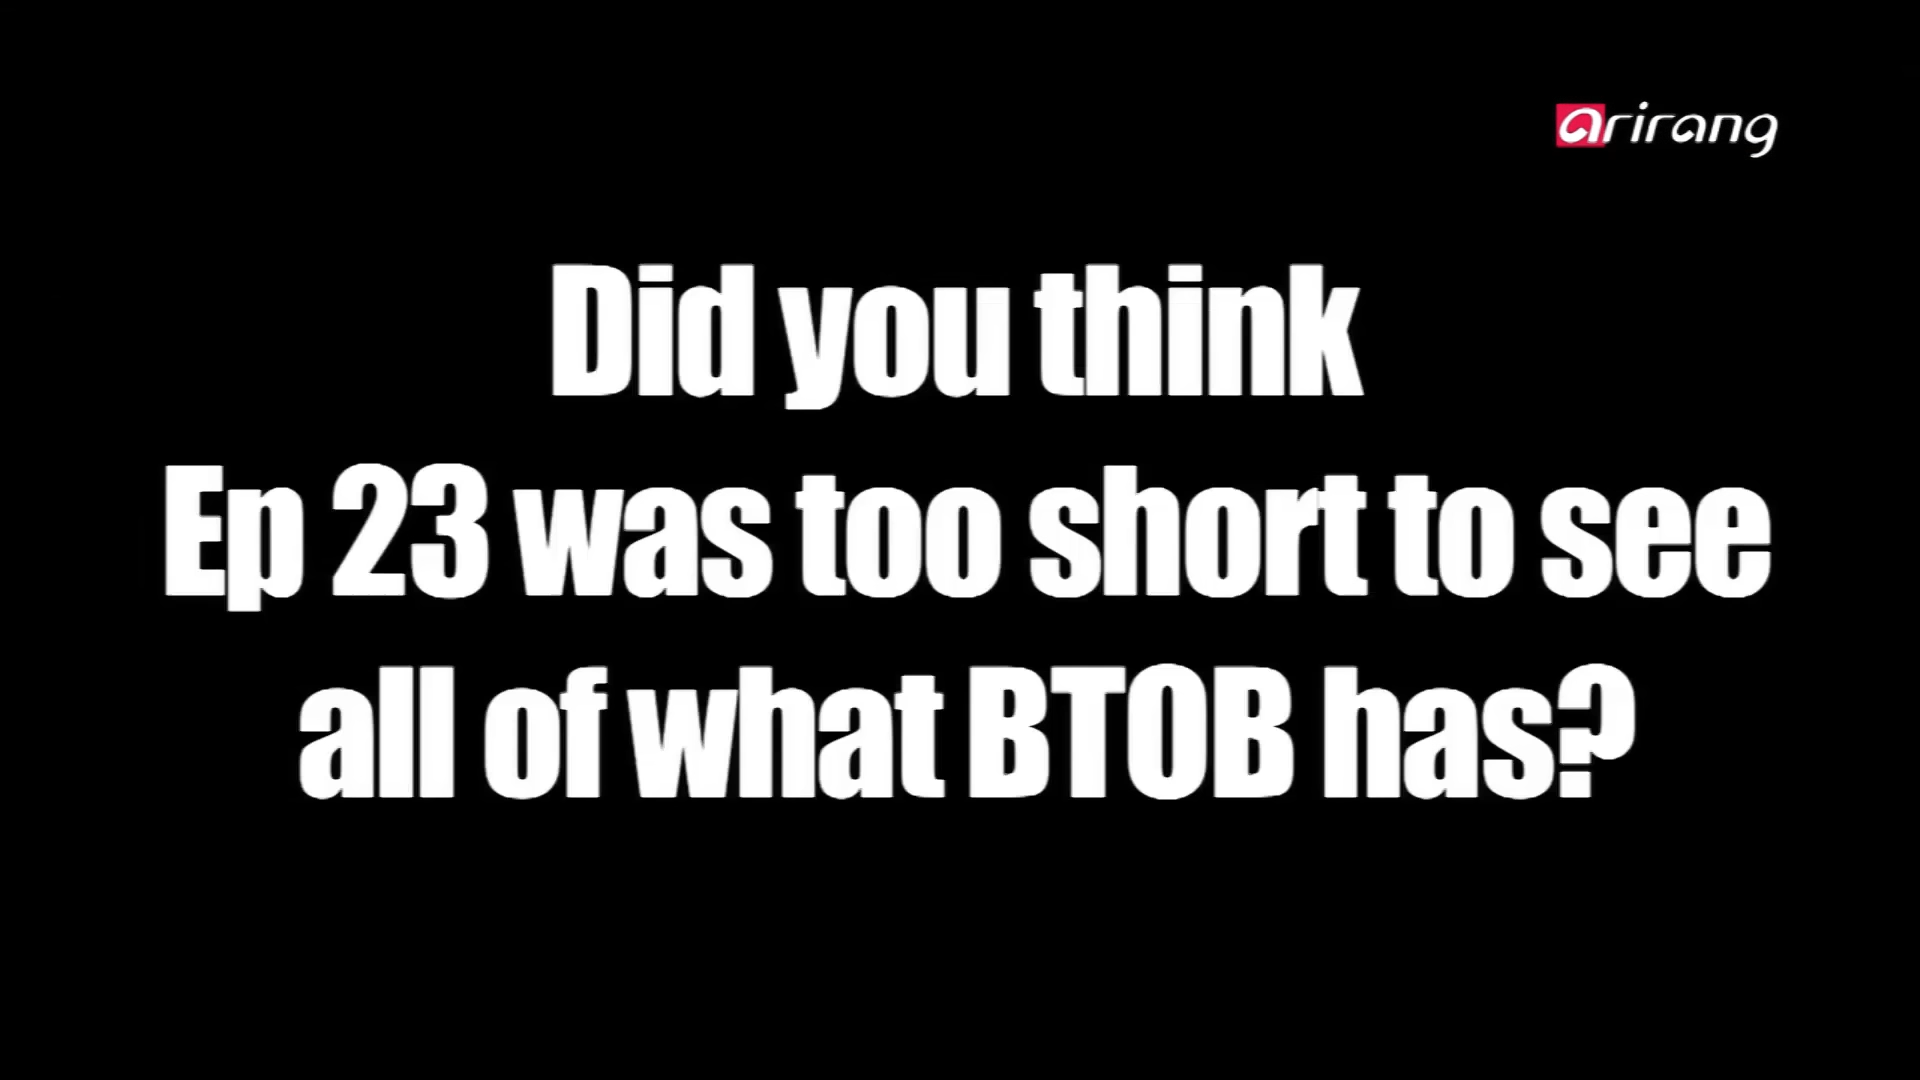 arirang
Did you think
Ep 23 was too short to see
all of what BTOB has?